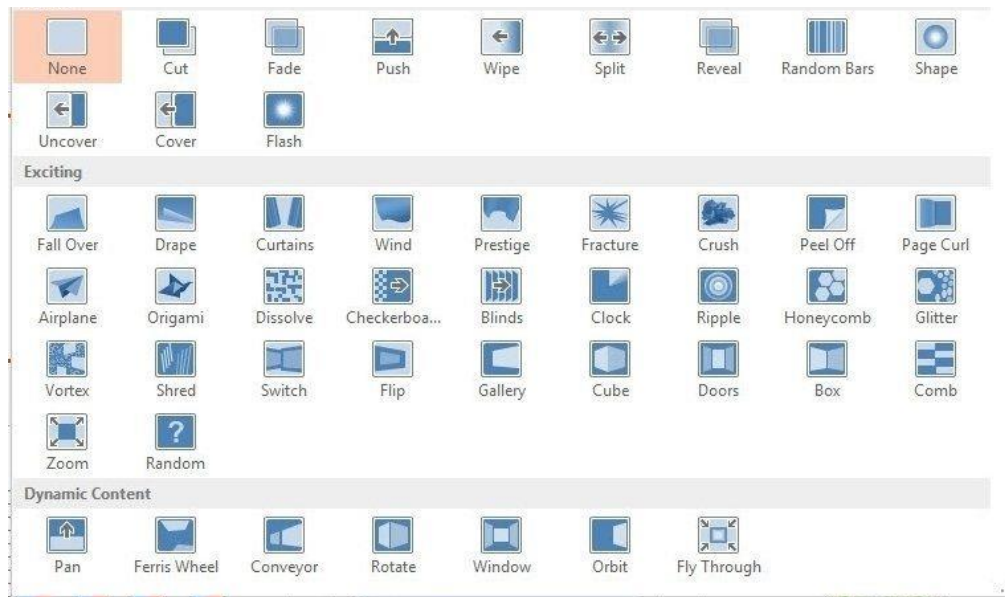 None Cut Fade Push Wipe Split Reveal Random Bars Shape
Uncover Cover Flash
Exciting
Fall Over Drape Curtains Wind Prestige Fracture Crush Peel Off Page Curl
Airplane Origami Dissolve Checkerboa... Blinds Clock Ripple Honeycomb Glitter
Vortex Shred Switch Flip Gallery Cube Doors Box Comb
?
Zoom Random
Dynamic Content
Pan Ferris Wheel Conveyor Rotate Window Orbit Fly Through